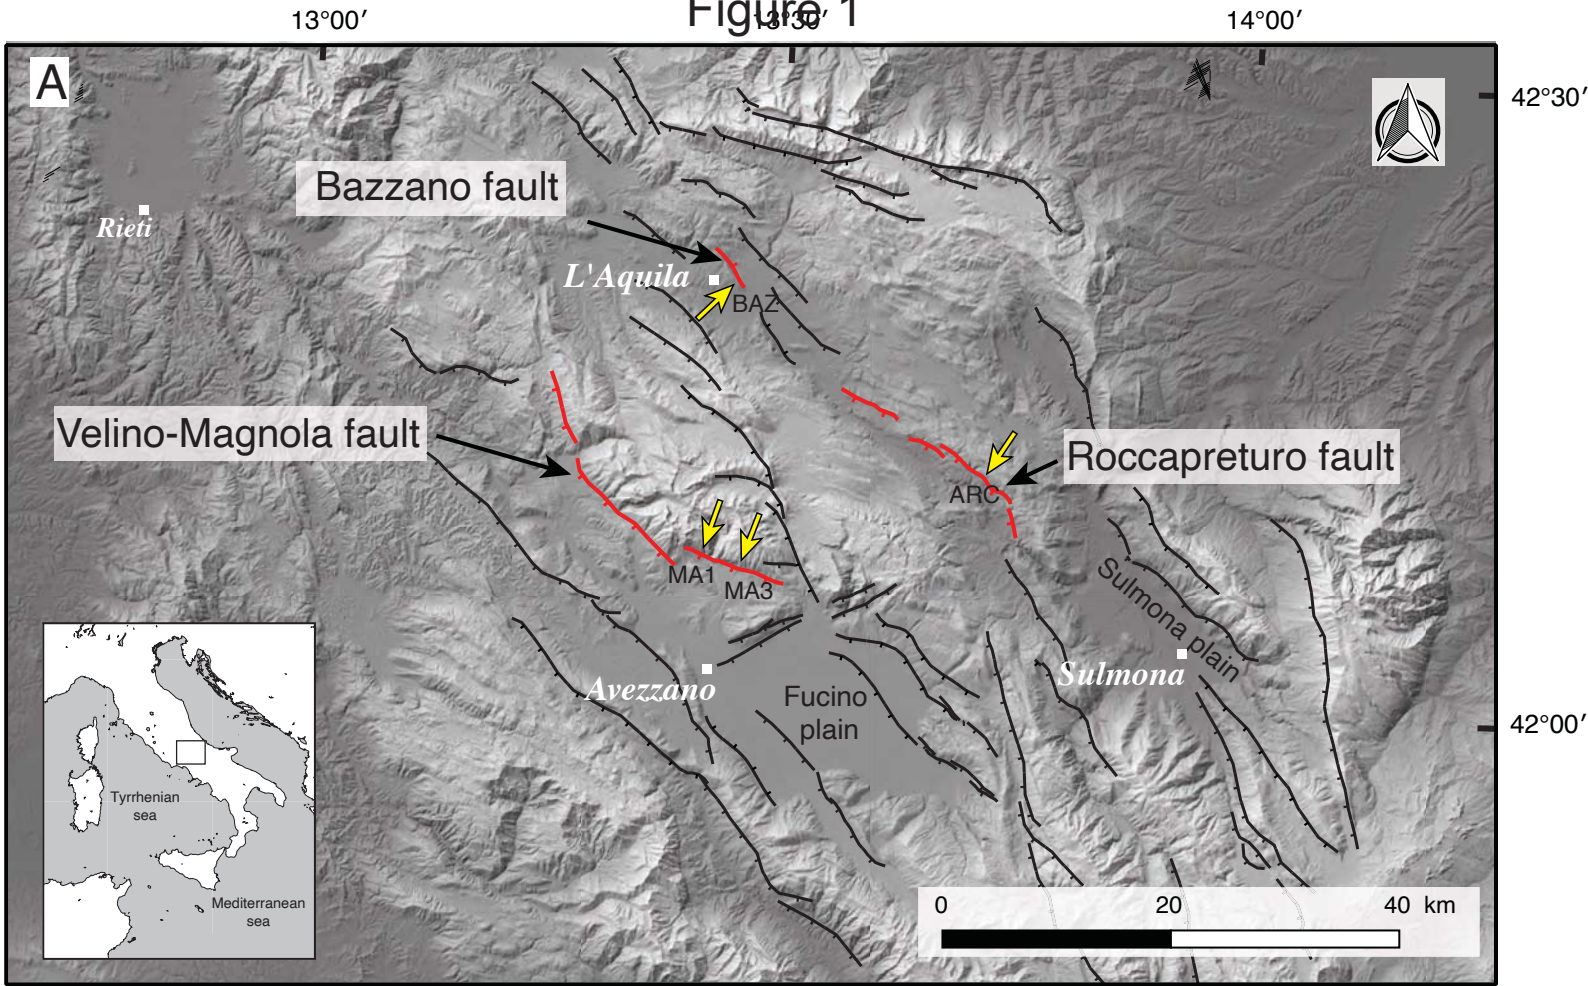 Figure 1
13°00′ 13°30′ 14°00′
A
42°30′
Bazzano fault
Rieti
L'Aquila
BAZ
Velino-Magnola fault
Roccapreturo fault
ARC
MA1
MA3
Sulmona plain
Sulmona
Avezzano
Fucino
plain
42°00′
Tyrrhenian
sea
Mediterranean
sea
0 20 40 km